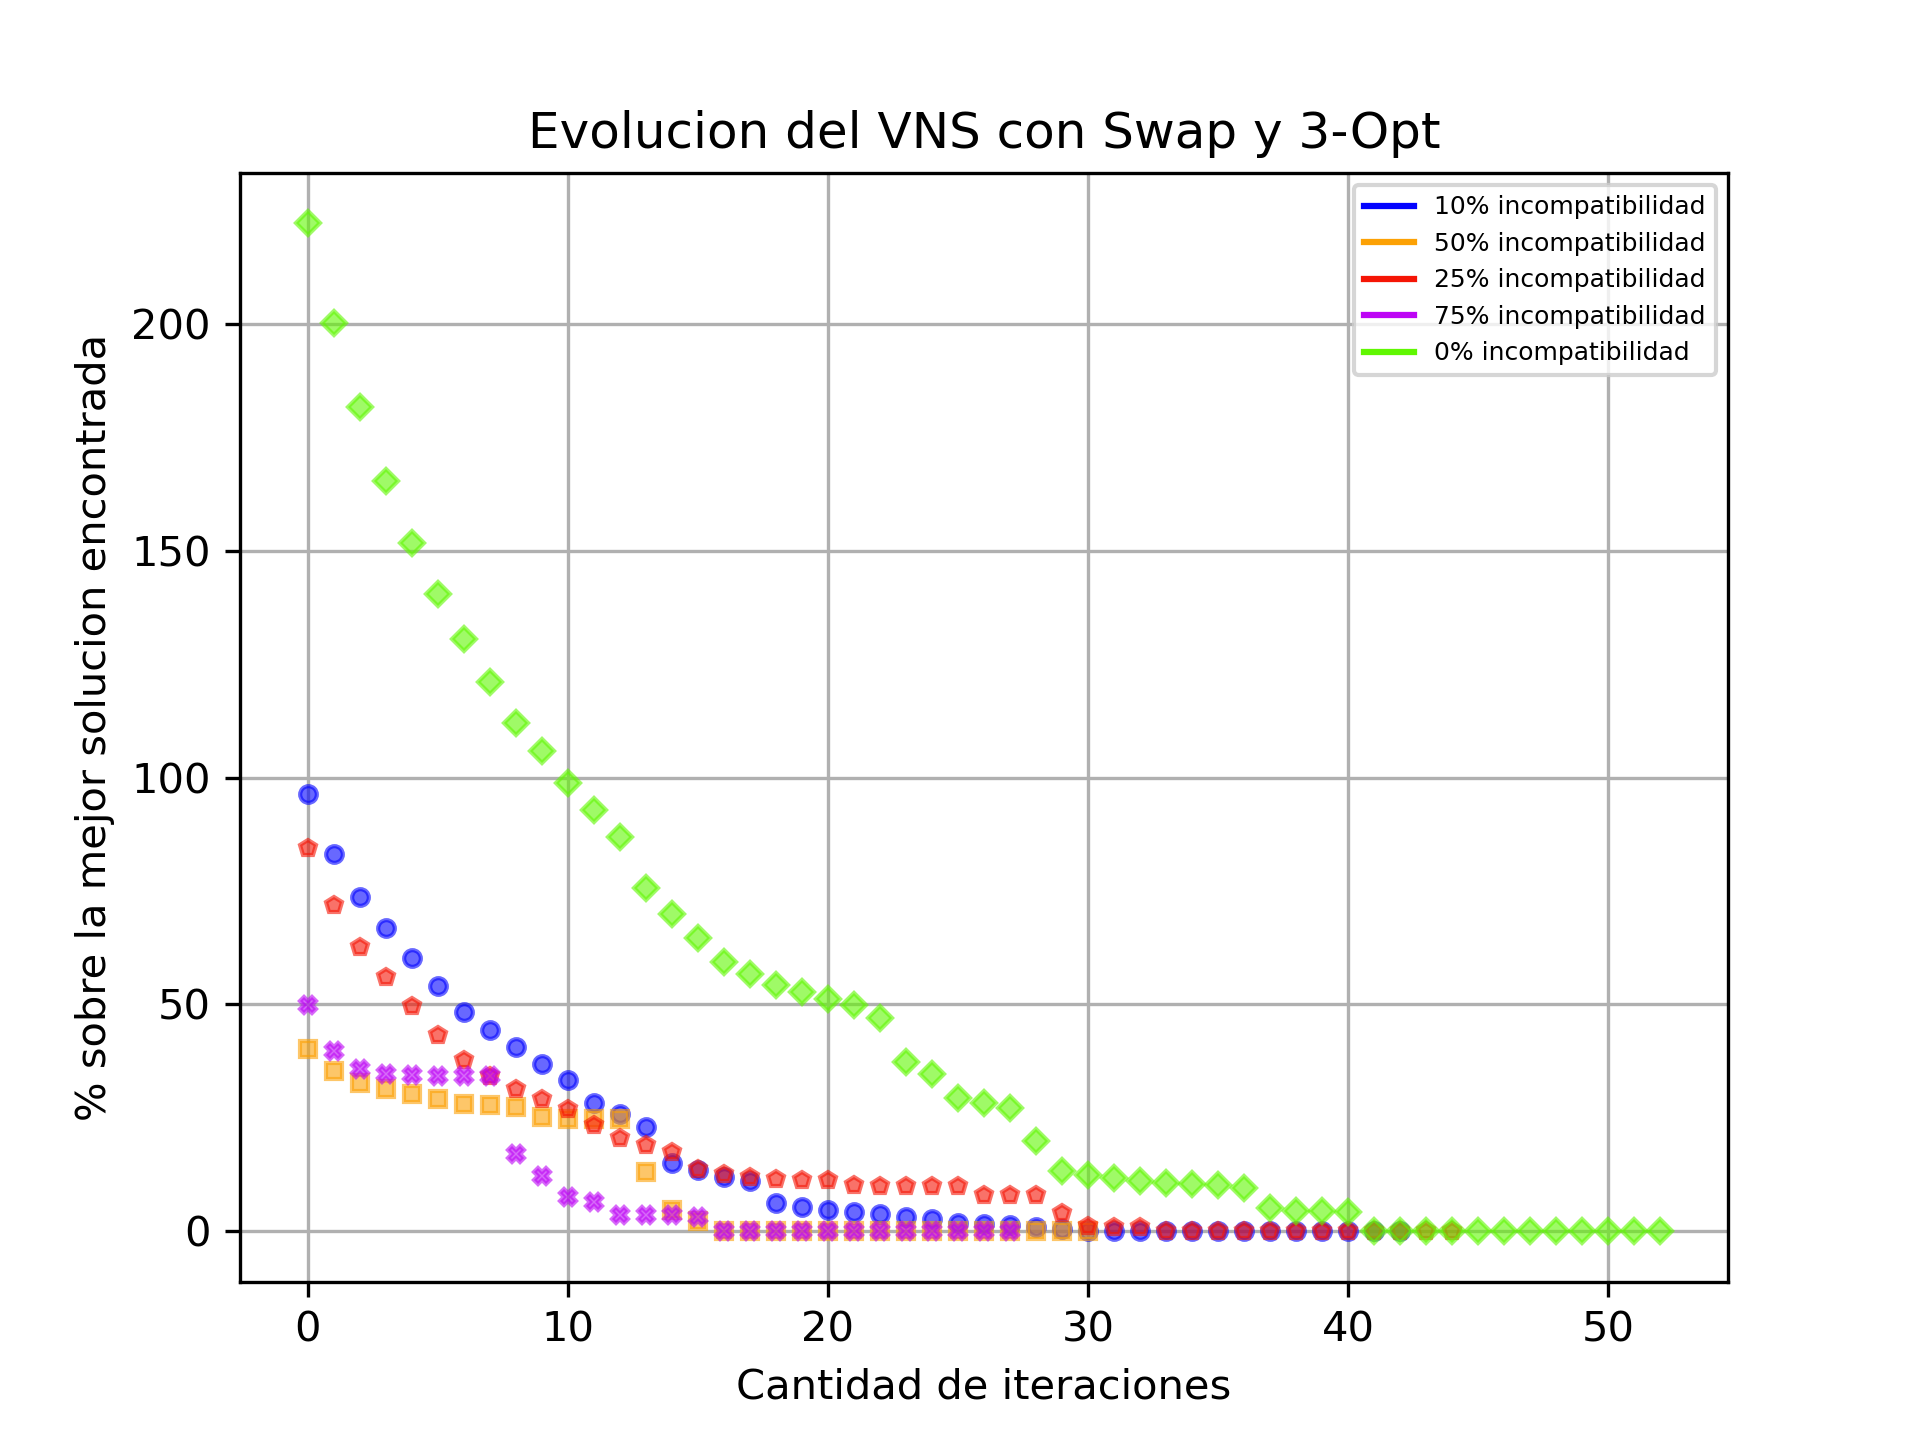 Evolucion del VNS con Swap y 3-Opt
10% incompatibilidad
50% incompatibilidad
25% incompatibilidad
75% incompatibilidad
0% incompatibilidad
% sobre la mejor solucion encontrada
200
150
100
50
0
0 10 20 30 40 50
Cantidad de iteraciones